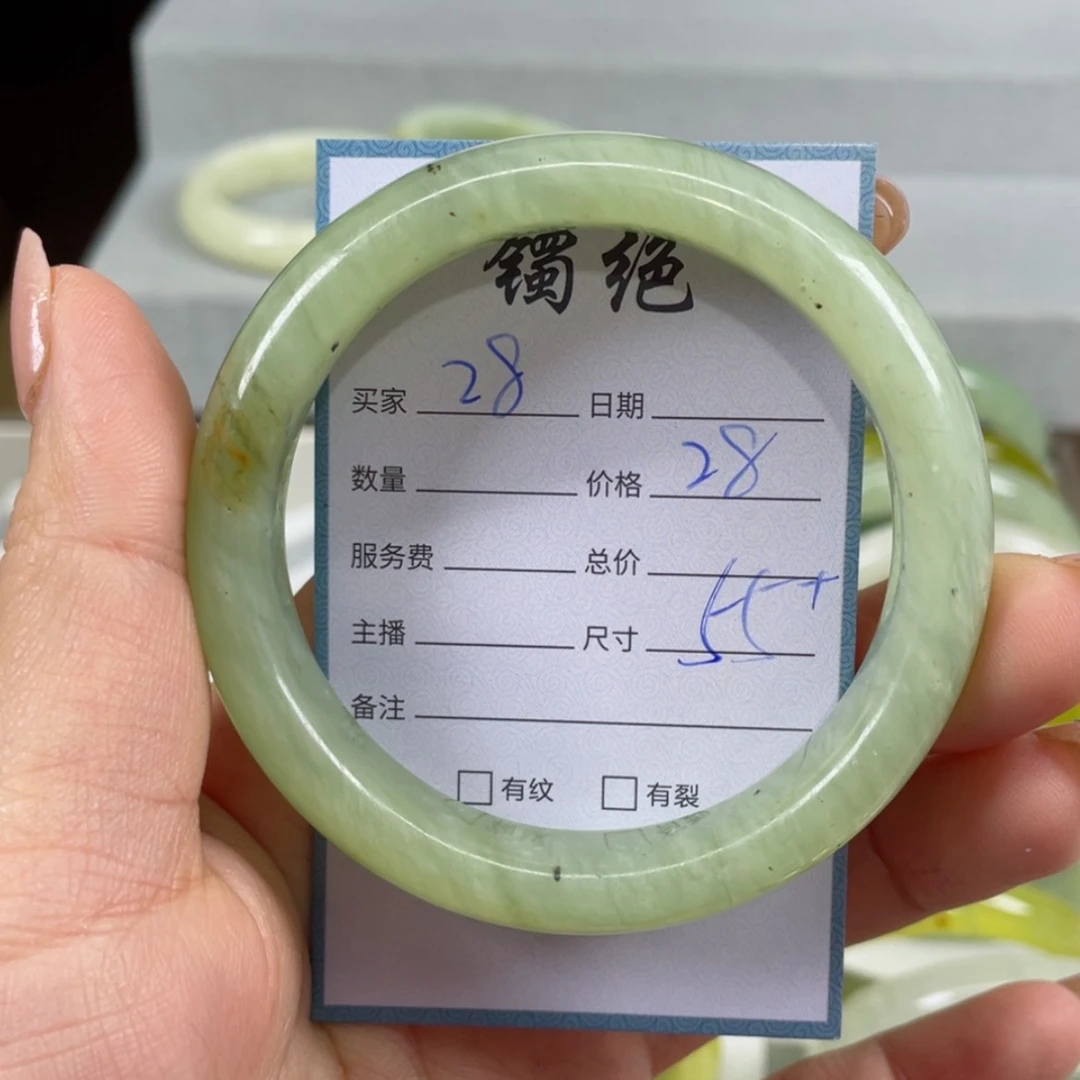 镯绝
买家 28 日期
数量 价格 28
服务费 总价
主播 尺寸 55+
备注
□有纹 □有裂